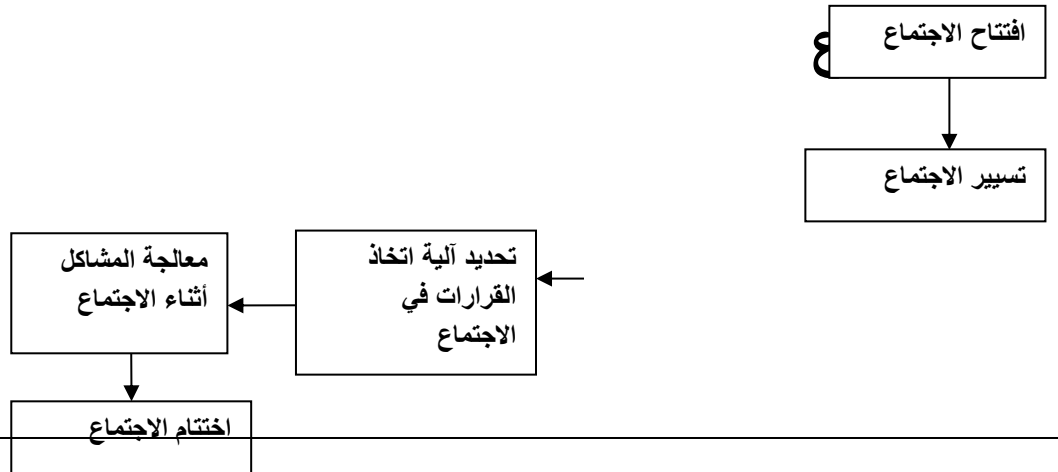 افتتاح الاجتماع
ع
تسيير الاجتماع
تحديد آلية اتخاذ
القرارات في
الاجتماع
معالجة المشاكل
أثناء الاجتماع
اختتام الاجتماع